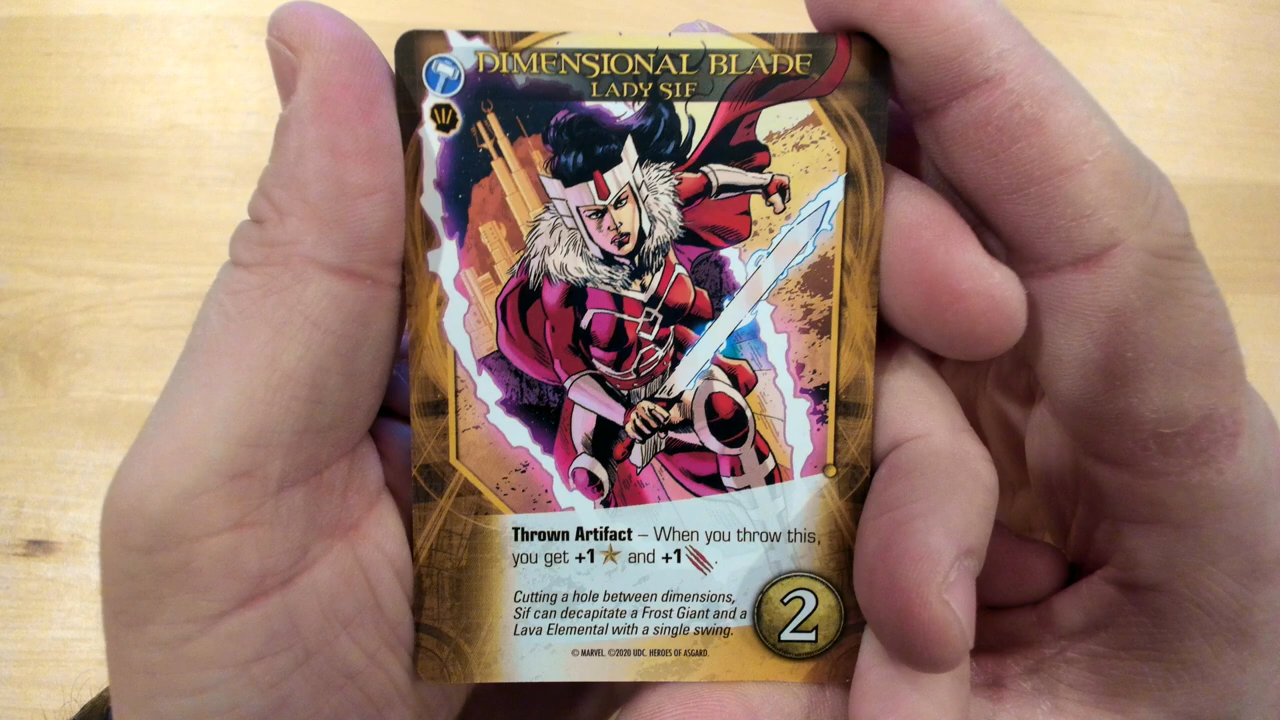 DIMENSIONAL BLADE
LADY SIF
Thrown Artifact – When you throw this,
you get +1 and +1 .
Cutting a hole between dimensions,
Sif can decapitate a Frost Giant and a
Lava Elemental with a single swing.
2
© MARVEL. ©2020 UDC. HEROES OF ASGARD.